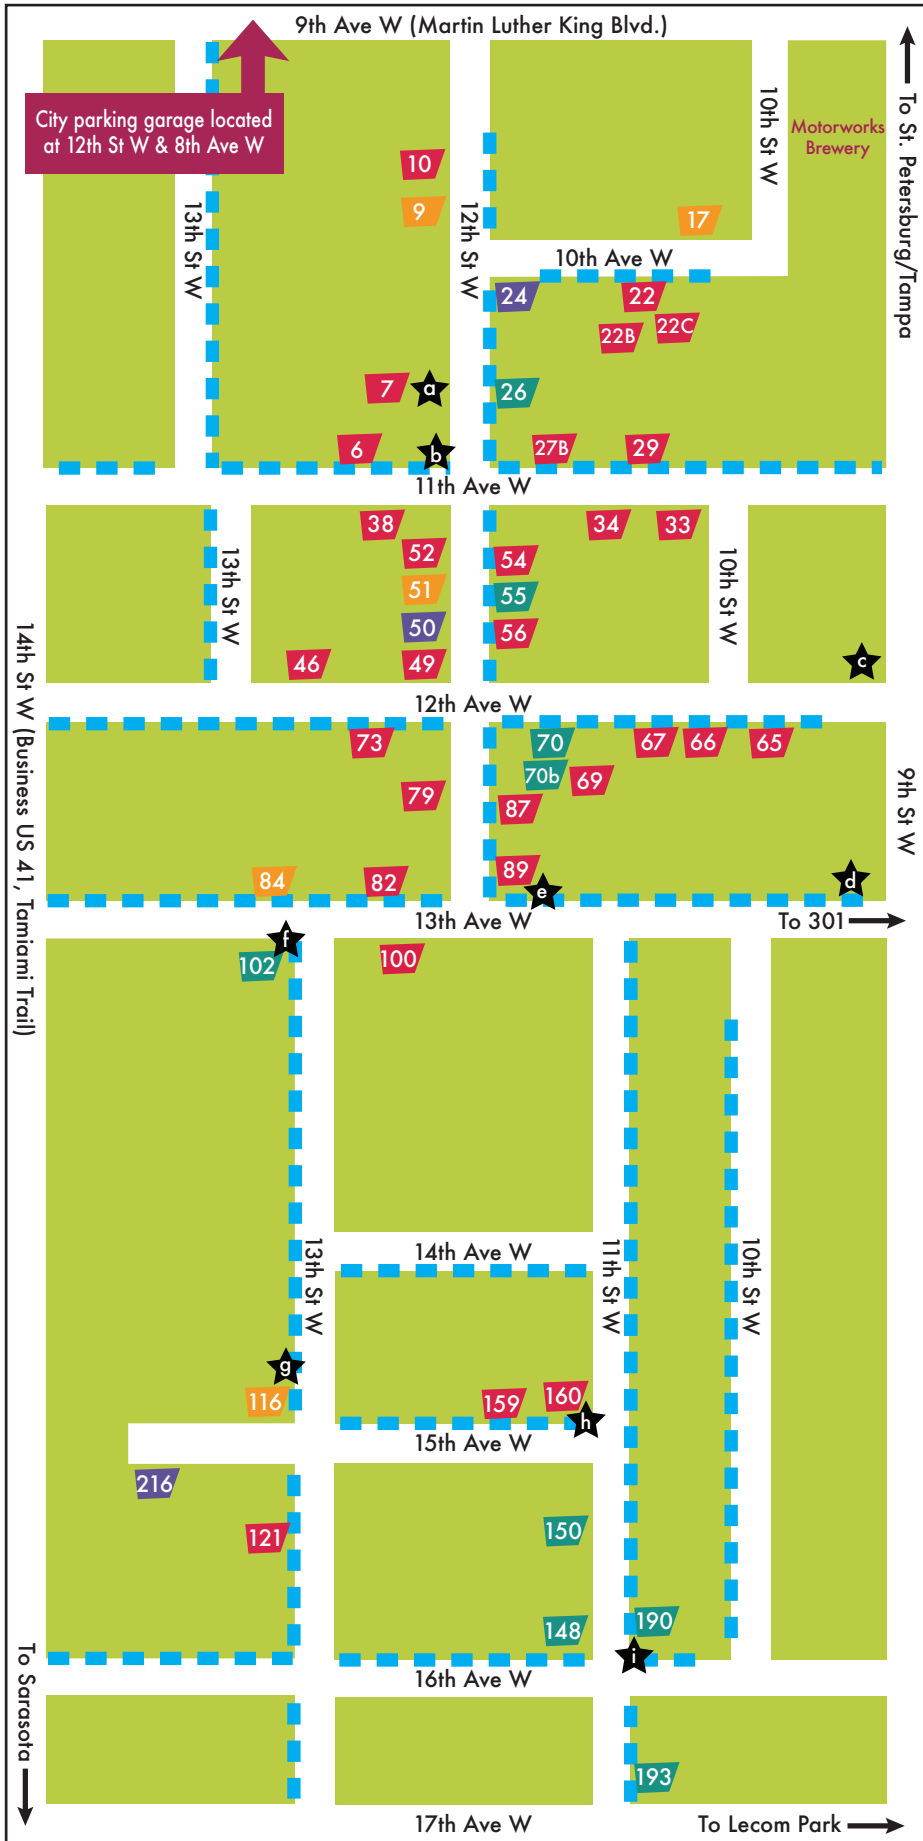 9th Ave W (Martin Luther King Blvd.)
City parking garage located
at 12th St W & 8th Ave W
To St. Petersburg/Tampa
10th St W
Motorworks
Brewery
10
9
17
13th St W
12th St W
10th Ave W
24
22
22B
22C
7
a
26
6
b
27B
29
11th Ave W
38
34
33
52
54
13th St W
10th St W
51
55
50
56
46
49
c
14th St W (Business US 41, Tamiami Trail)
12th Ave W
73
70
67
66
65
70b
69
79
87
9th St W
84
82
89
e
d
13th Ave W
To 301
f
102
100
13th St W
14th Ave W
11th St W
10th St W
g
116
159
160
h
15th Ave W
216
121
150
148
190
i
16th Ave W
To Sarasota
193
17th Ave W
To Lecom Park